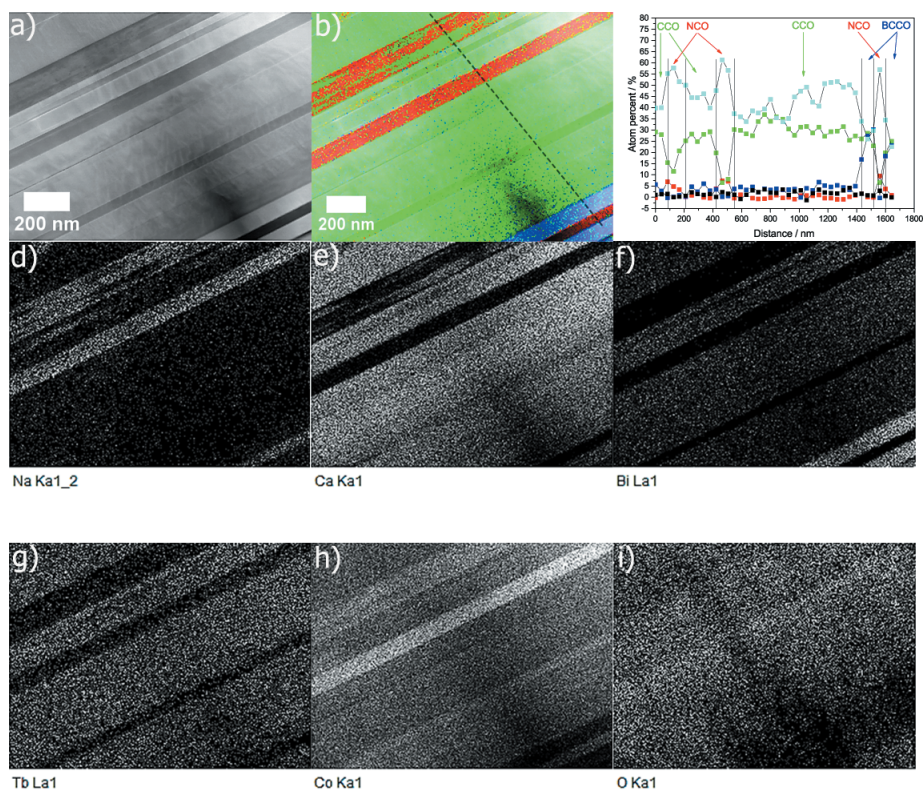 a)
200 nm
b)
200 nm
CCO NCO CCO NCO BCCO
Atom percent / %
80
75
70
65
60
55
50
45
40
35
30
25
20
15
10
5
0
-5
0 200 400 600 800 1000 1200 1400 1600 1800
Distance / nm
d)
Na Ka1_2
e)
Ca Ka1
f)
Bi La1
g)
Tb La1
h)
Co Ka1
i)
O Ka1